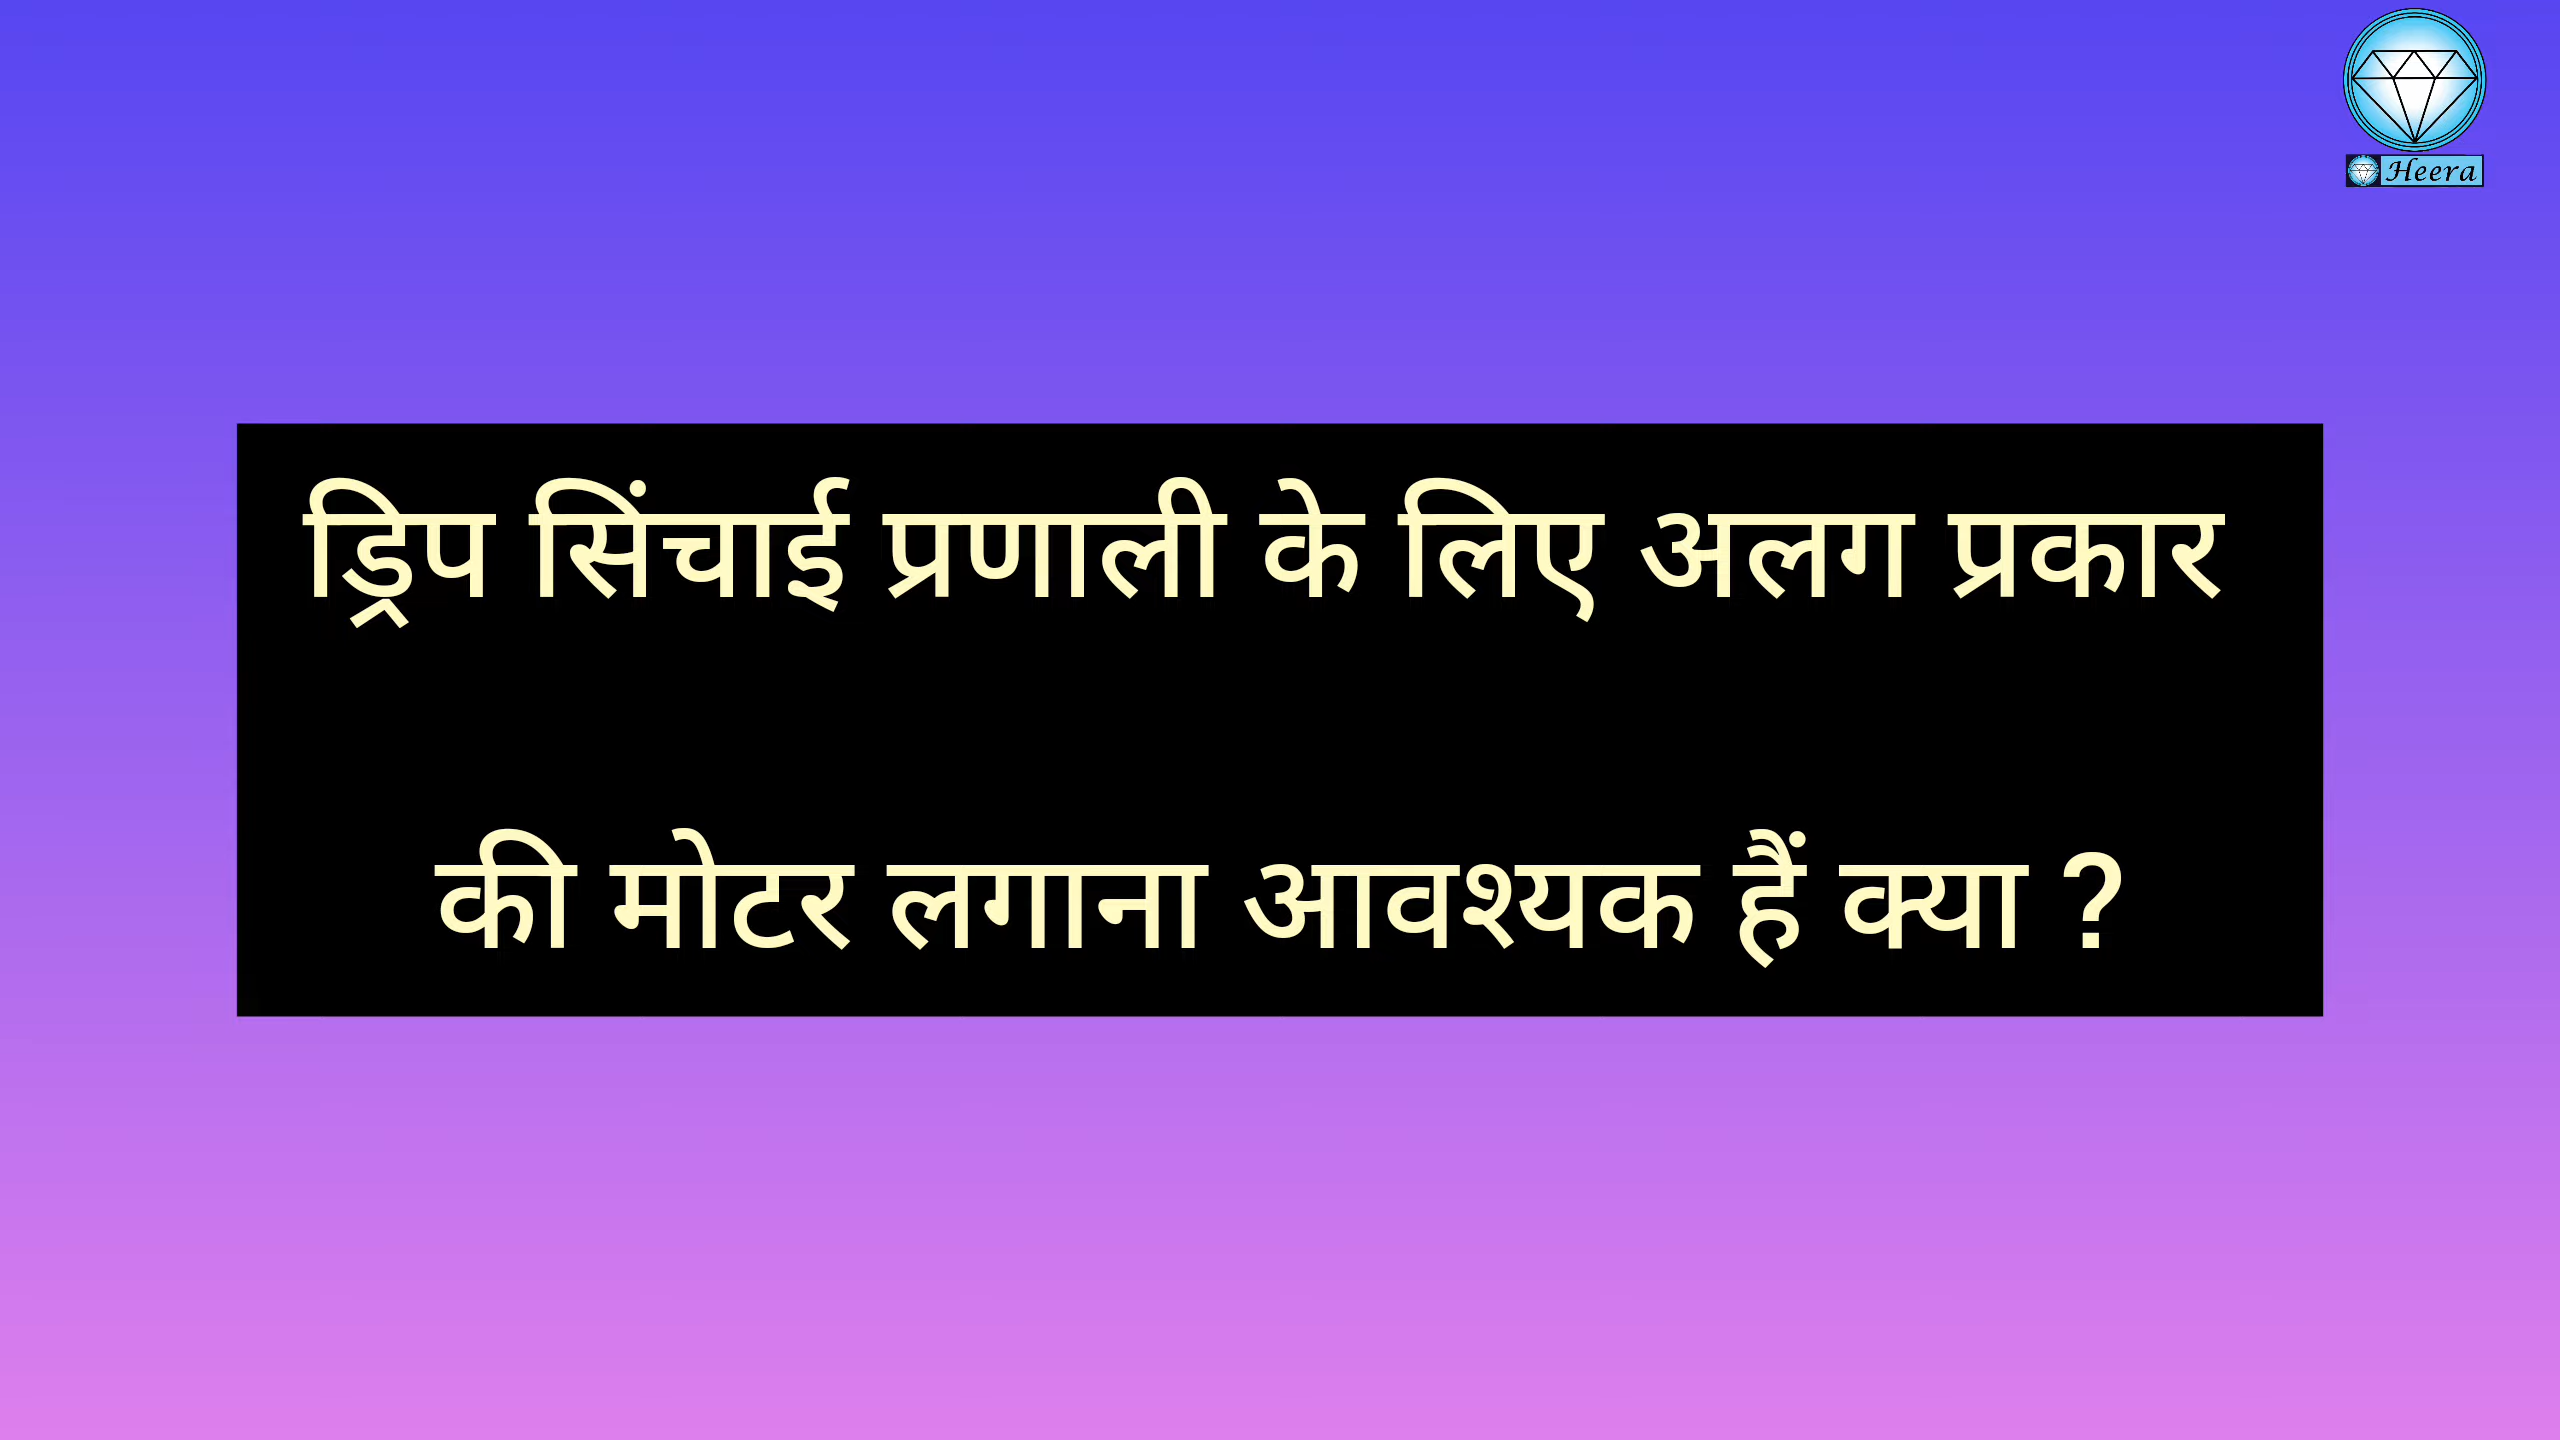 Heera
ड्रिप सिंचाई प्रणाली के लिए अलग प्रकार
की मोटर लगाना आवश्यक हैं क्या ?